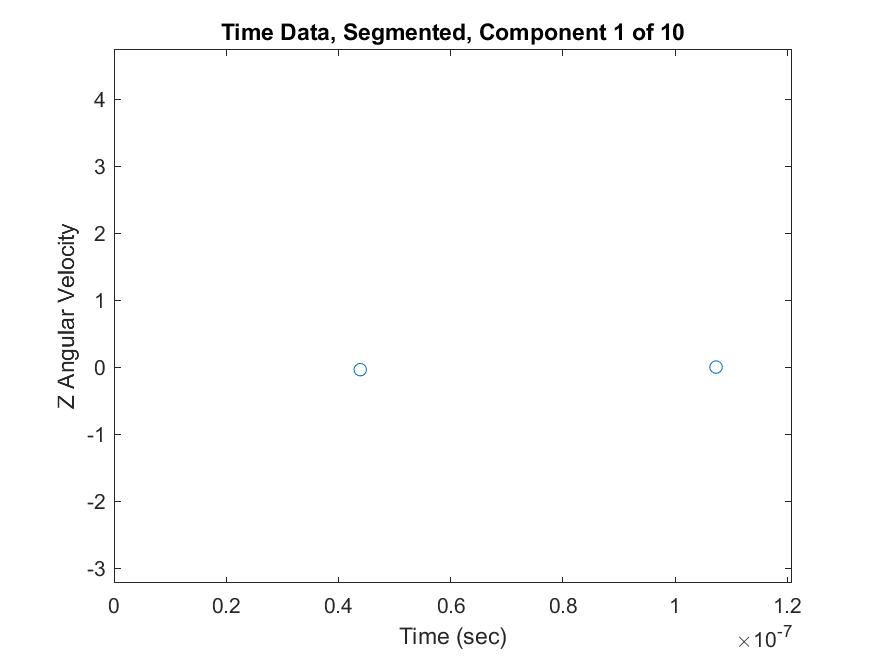 Time Data, Segmented, Component 1 of 10
4
3
2
1
0
-1
-2
-3
Z Angular Velocity
0 0.2 0.4 0.6 0.8 1 1.2
Time (sec)
×10-7